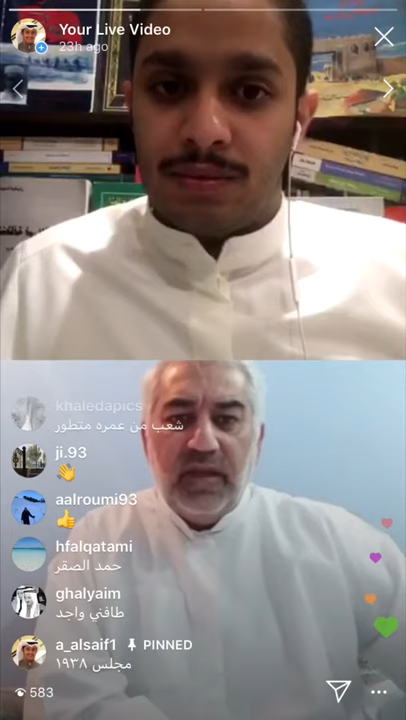 Your Live Video
23h ago
khaledapics
شعب من عمره متطور
ji.93
👋
aalroumi93
👍
hfalqatami
حمد الصقر
ghalyaim
طافني واجد
a_alsaif1 PINNED
مجلس ١٩٣٨
583